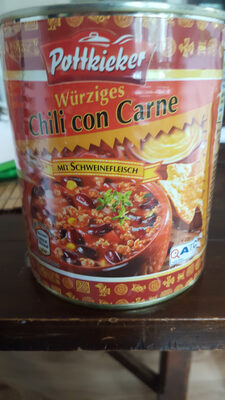 Pottkieker
Würziges
Chili con Carne
MIT SCHWEINEFLEISCH